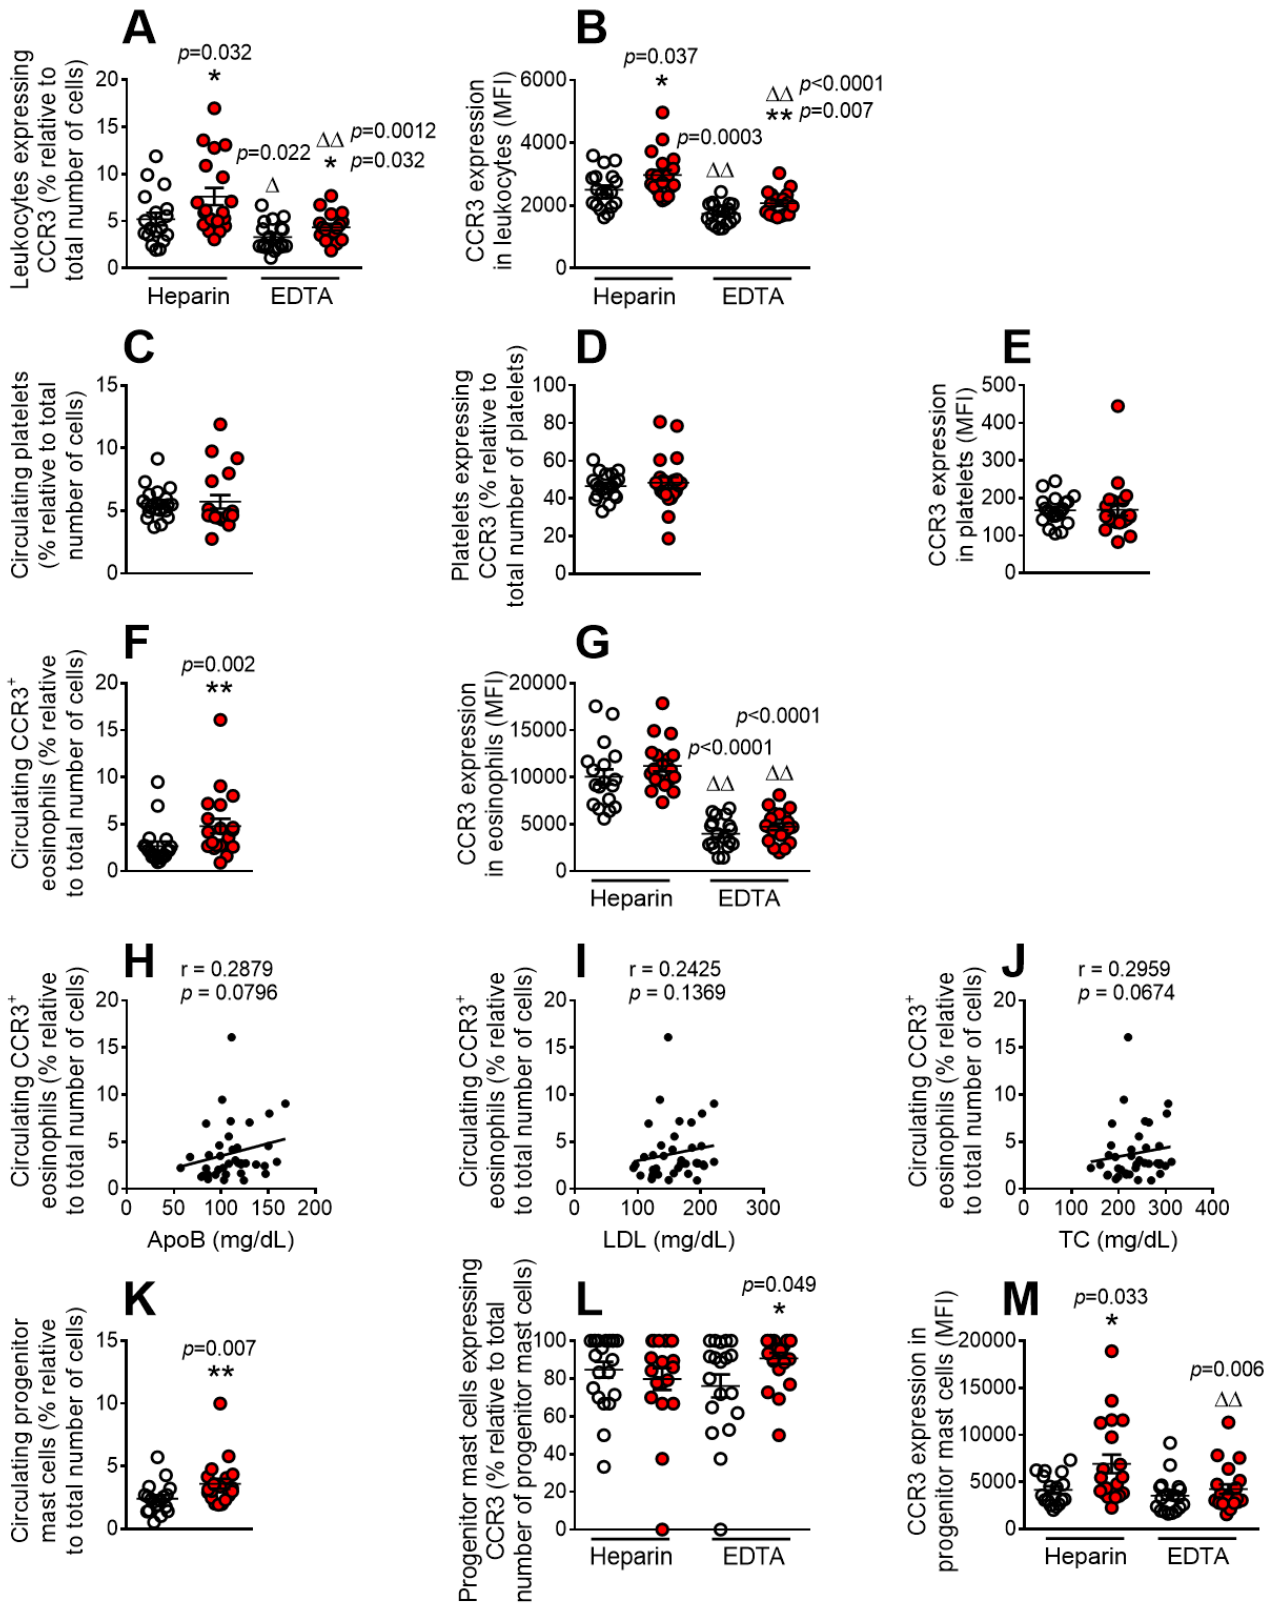 A
p=0.032
*
Leukocytes expressing
CCR3 (% relative to
total number of cells)
20
15
10
5
0
p=0.022
Δ
ΔΔ p=0.0012
* p=0.032
Heparin
EDTA
B
p=0.037
*
CCR3 expression
in leukocytes (MFI)
6000
4000
2000
0
p=0.0003
ΔΔ
ΔΔ p<0.0001
** p=0.007
Heparin
EDTA
C
Circulating platelets
(% relative to total
number of cells)
15
10
5
0
D
Platelets expressing
CCR3 (% relative to
total number of platelets)
100
80
60
40
20
0
E
CCR3 expression
in platelets (MFI)
500
400
300
200
100
0
F
p=0.002
**
Circulating CCR3+
eosinophils (% relative
to total number of cells)
20
15
10
5
0
G
CCR3 expression
in eosinophils (MFI)
20000
15000
10000
5000
0
p<0.0001
p<0.0001
ΔΔ
ΔΔ
Heparin
EDTA
H
r = 0.2879
p = 0.0796
Circulating CCR3+
eosinophils (% relative
to total number of cells)
20
15
10
5
0
0 50 100 150 200
ApoB (mg/dL)
I
r = 0.2425
p = 0.1369
Circulating CCR3+
eosinophils (% relative
to total number of cells)
20
15
10
5
0
0 100 200 300
LDL (mg/dL)
J
r = 0.2959
p = 0.0674
Circulating CCR3+
eosinophils (% relative
to total number of cells)
20
15
10
5
0
0 100 200 300 400
TC (mg/dL)
K
p=0.007
**
Circulating progenitor
mast cells (% relative
to total number of cells)
15
10
5
0
L
Progenitor mast cells expressing
CCR3 (% relative to total
number of progenitor mast cells)
100
80
60
40
20
0
p=0.049
*
Heparin
EDTA
M
p=0.033
*
CCR3 expression in
progenitor mast cells (MFI)
20000
15000
10000
5000
0
p=0.006
ΔΔ
Heparin
EDTA